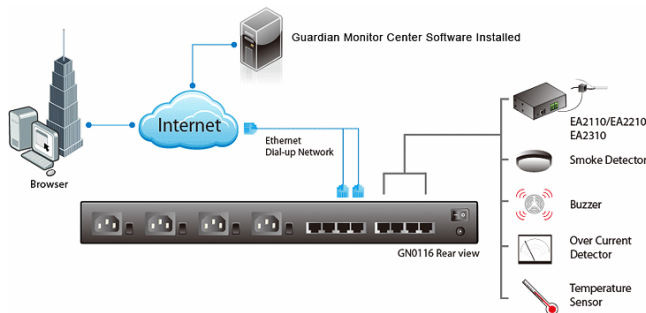 Guardian Monitor Center Software Installed
Internet
Ethernet
Dial-up Network
Browser
GN0116 Rear view
EA2110/EA2210
EA2310
Smoke Detector
Buzzer
Over Current
Detector
Temperature
Sensor